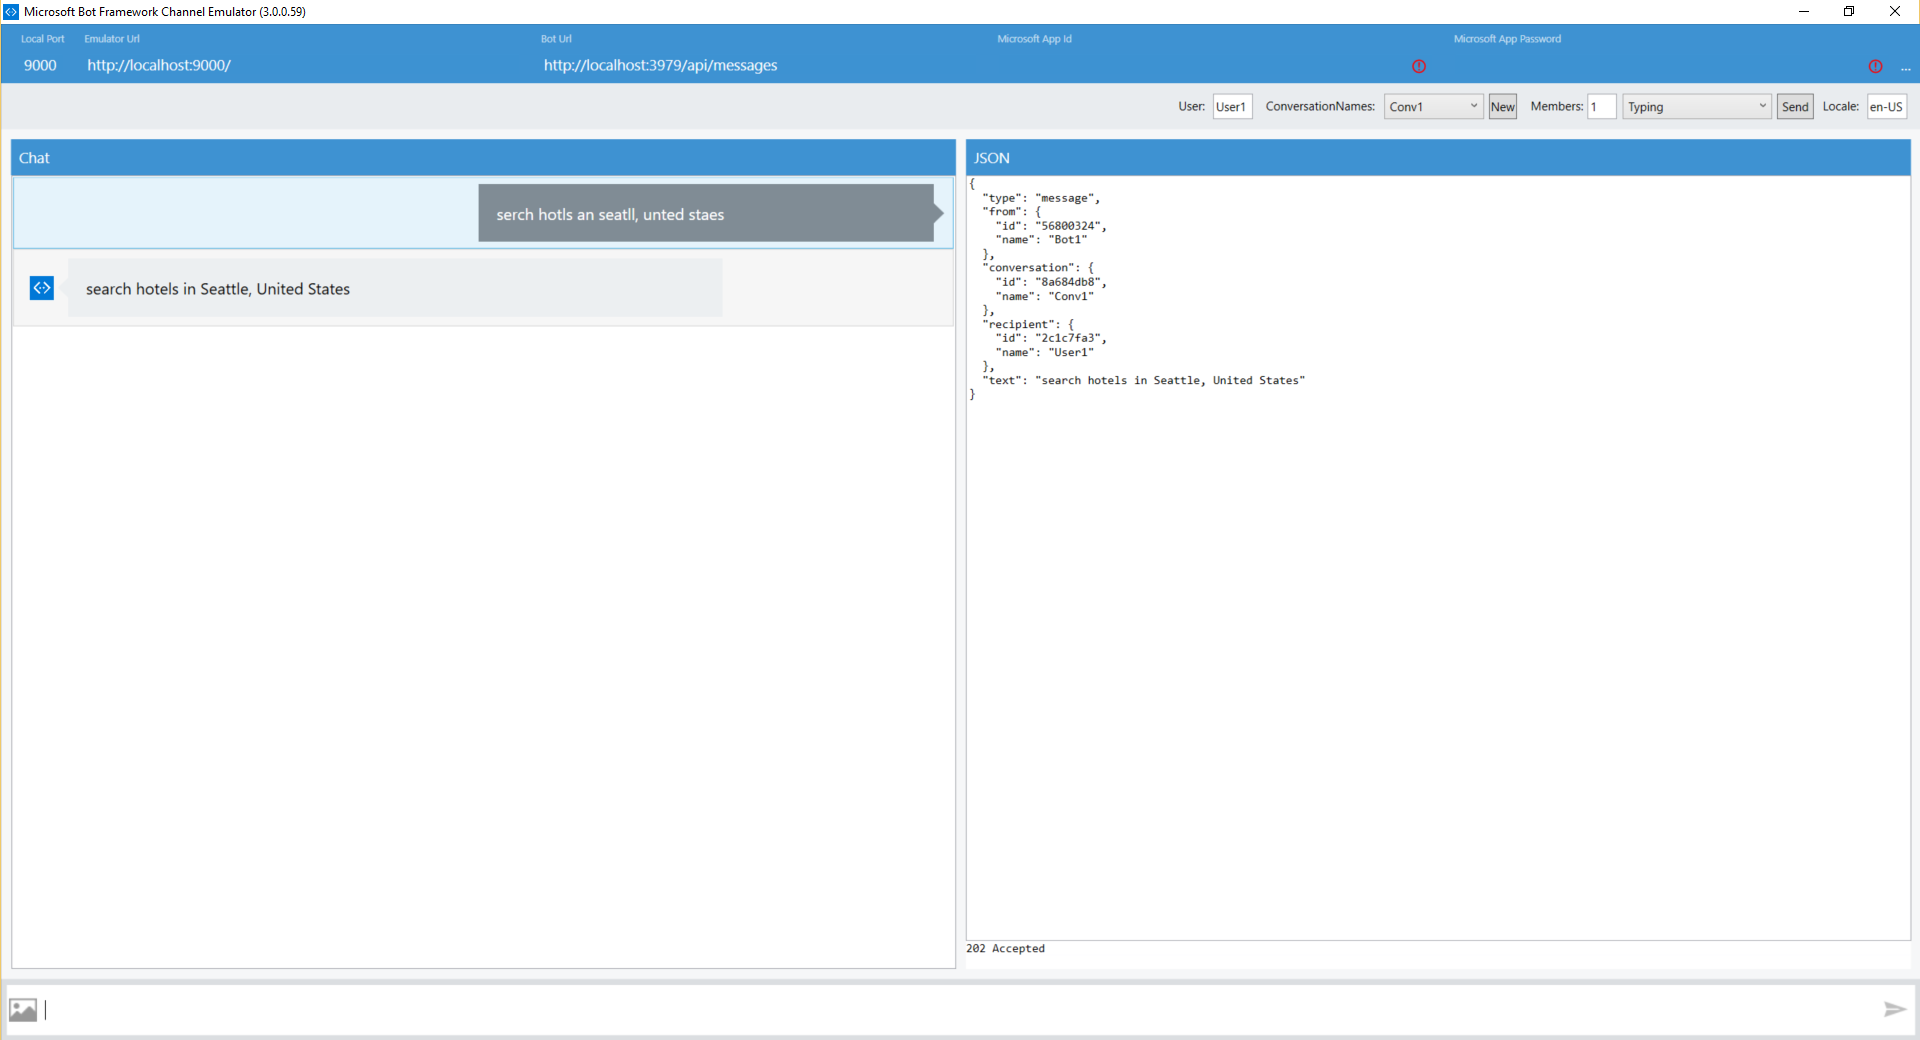 Microsoft Bot Framework Channel Emulator (3.0.0.59)
Local Port Emulator Url Bot Url Microsoft App Id Microsoft App Password
9000 http://localhost:9000/ http://localhost:3979/api/messages ...
User: User1 ConversationNames: Conv1 New Members: 1 Typing Send Locale: en-US
Chat
serch hotls an seatll, unted staes
search hotels in Seattle, United States
JSON
{
  "type": "message",
  "from": {
    "id": "56800324",
    "name": "Bot1"
  },
  "conversation": {
    "id": "8a684db8",
    "name": "Conv1"
  },
  "recipient": {
    "id": "2c1c7fa3",
    "name": "User1"
  },
  "text": "search hotels in Seattle, United States"
}
202 Accepted